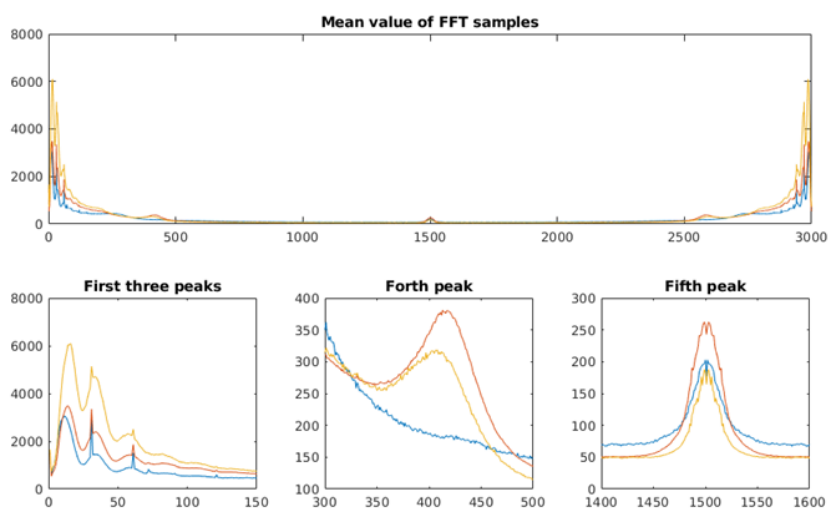 Mean value of FFT samples
8000
6000
4000
2000
0
0 500 1000 1500 2000 2500 3000
First three peaks Forth peak Fifth peak
8000 400 300
350 250
6000 300 200
4000 250 150
200 100
2000 150 50
0 100 0
0 50 100 150 300 350 400 450 500 1400 1450 1500 1550 1600